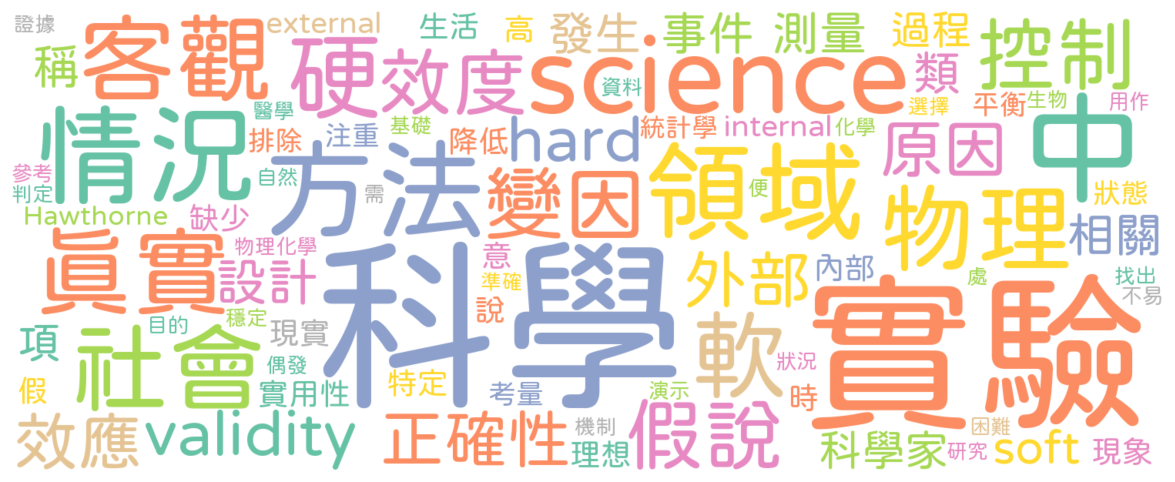 證據
客觀
external
生活
高
發生
事件
測量
過程
控制
稱
硬
效度
science
類
資料
選擇
平衡
生物
用作
情況
醫學
排除
注重
基礎
降低
hard
統計學
internal
化學
原因
中
參考
判定
自然
方法
需
變因
領域
便
物理
狀態
Hawthorne
缺少
相關
眞實
物理化學
設計
科學
意
準確
說
外部
內部
處
找出
不易
實驗
項
社會
目的
穩定
現實
偶發
實用性
假
特定
考量
演示
軟
狀況
時
效應
validity
正確性
機制
理想
假說
科學家
研究
困難
soft
現象